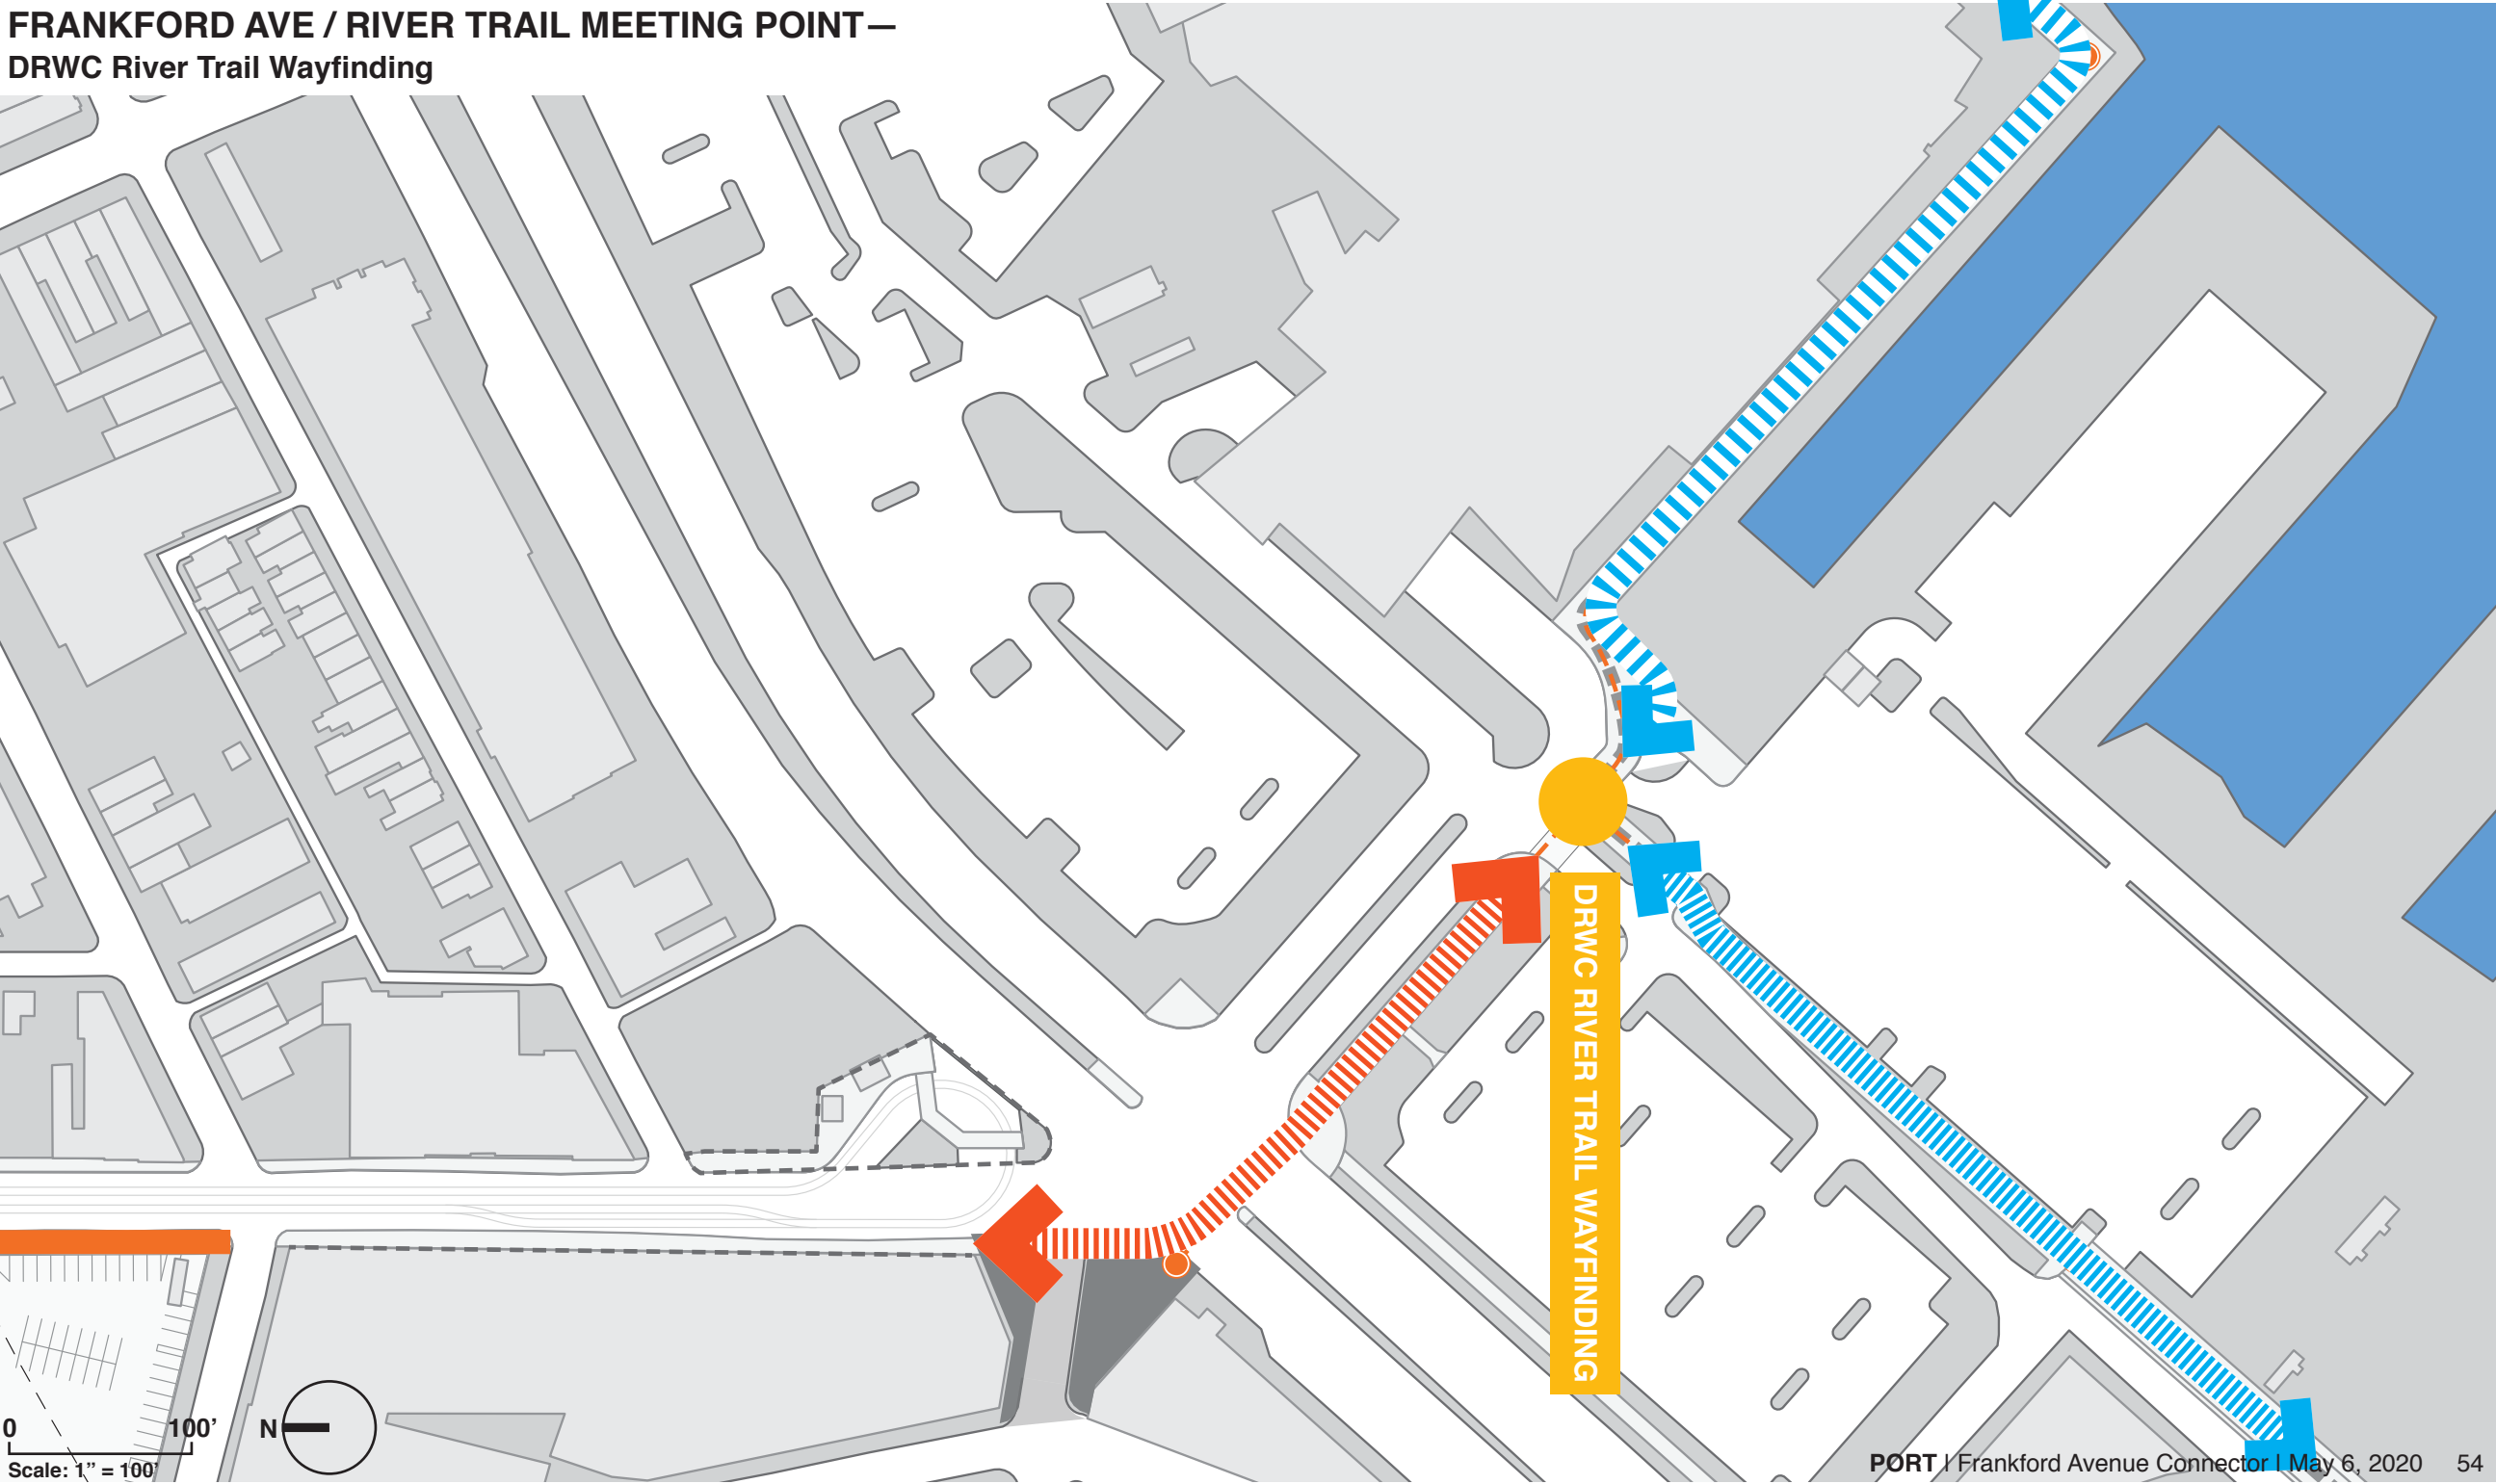 FRANKFORD AVE / RIVER TRAIL MEETING POINT—
DRWC River Trail Wayfinding
DRWC RIVER TRAIL WAYFINDING
0 100’
Scale: 1” = 100’
N
PORT | Frankford Avenue Connector | May 6, 2020 54